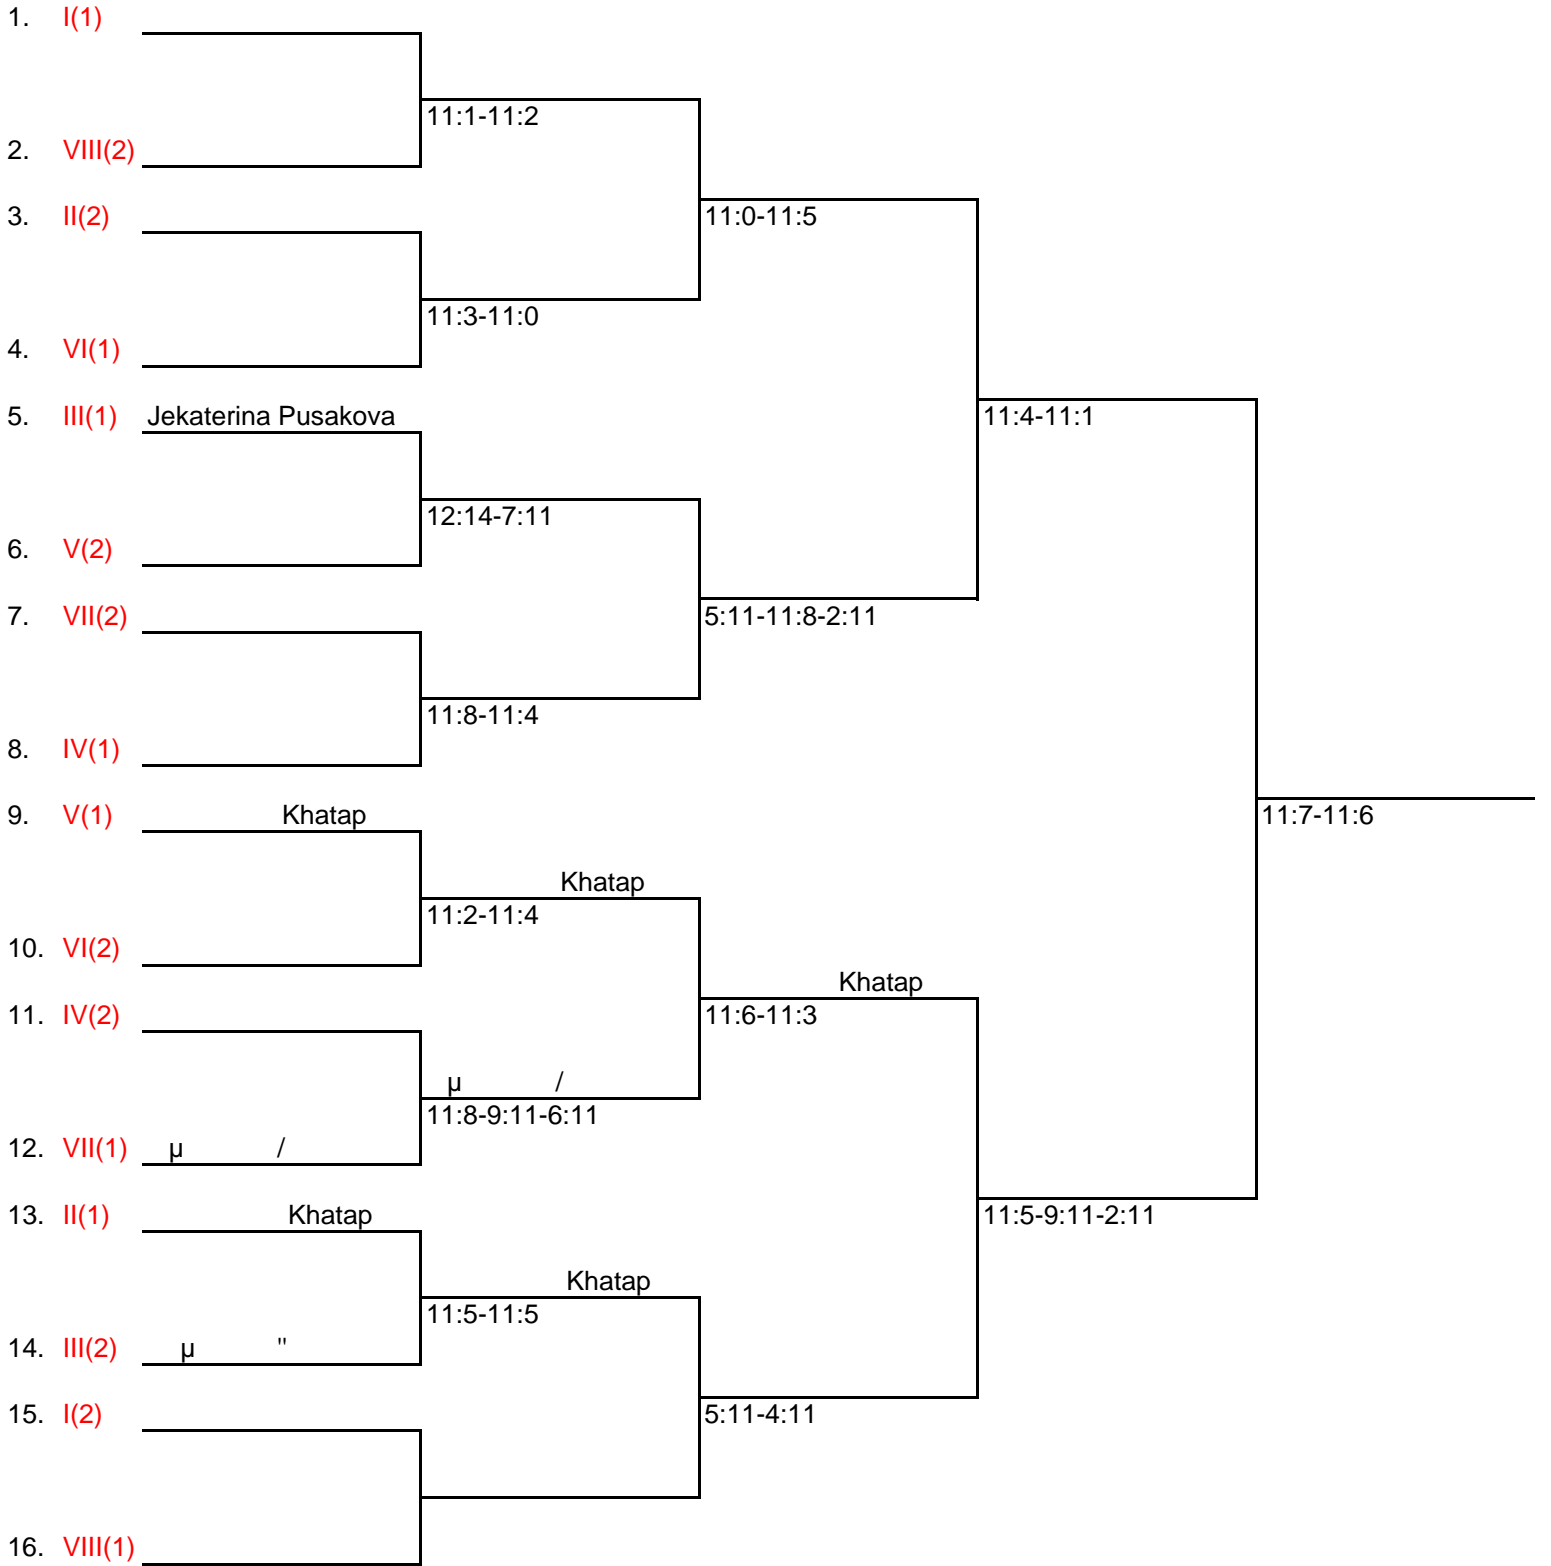 1. I(1)
11:1-11:2
2. VIII(2)
3. II(2)
11:0-11:5
11:3-11:0
4. VI(1)
5. III(1) Jekaterina Pusakova
11:4-11:1
12:14-7:11
6. V(2)
7. VII(2)
5:11-11:8-2:11
11:8-11:4
8. IV(1)
9. V(1) Khatap
11:7-11:6
Khatap
11:2-11:4
10. VI(2)
Khatap
11. IV(2)
11:6-11:3
µ /
11:8-9:11-6:11
12. VII(1) µ /
13. II(1) Khatap
11:5-9:11-2:11
Khatap
11:5-11:5
14. III(2) µ "
15. I(2)
5:11-4:11
16. VIII(1)